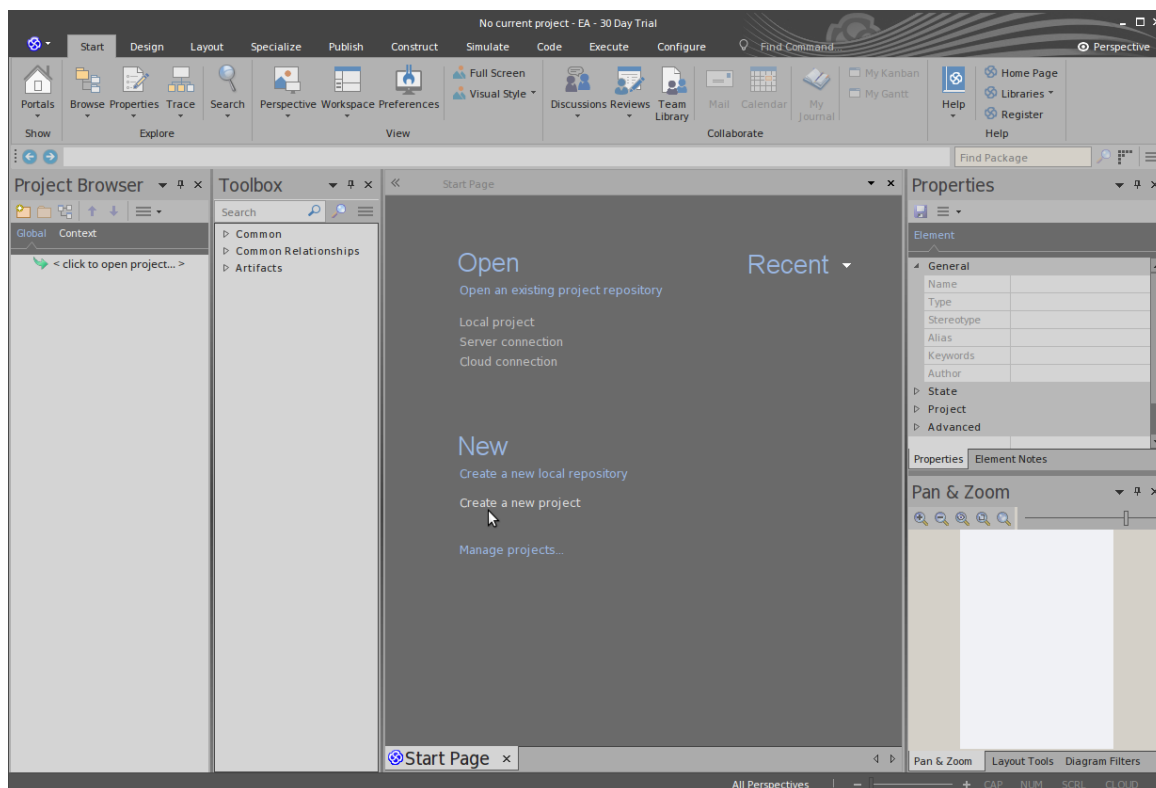 No current project - EA - 30 Day Trial
Start Design Layout Specialize Publish Construct Simulate Code Execute Configure Find Command... Perspective
Portals Browse Properties Trace Search Perspective Workspace Preferences Full Screen Visual Style Discussions Reviews Team Library Mail Calendar My Journal My Kanban My Gantt Help Home Page Libraries Register
Show Explore View Collaborate Help
Find Package
Project Browser
Global Context
< click to open project... >
Toolbox
Search
Common
Common Relationships
Artifacts
Start Page
Open
Open an existing project repository
Local project
Server connection
Cloud connection
Recent
New
Create a new local repository
Create a new project
Manage projects...
Start Page
Properties
Element
General
Name
Type
Stereotype
Alias
Keywords
Author
State
Project
Advanced
Properties Element Notes
Pan & Zoom
Pan & Zoom Layout Tools Diagram Filters
All Perspectives CAP NUM SCRL CLOUD